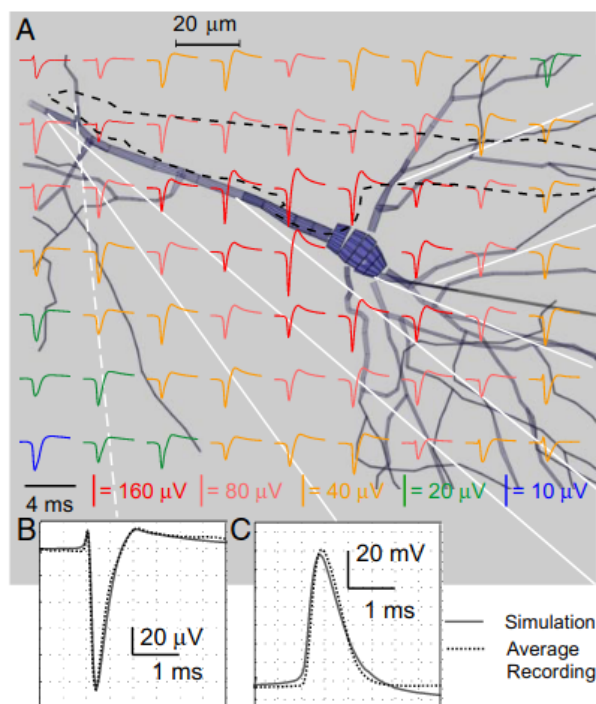 A
20 μm
4 ms
= 160 μV
= 80 μV
= 40 μV
= 20 μV
= 10 μV
B
20 μV
1 ms
C
20 mV
1 ms
Simulation
Average
Recording